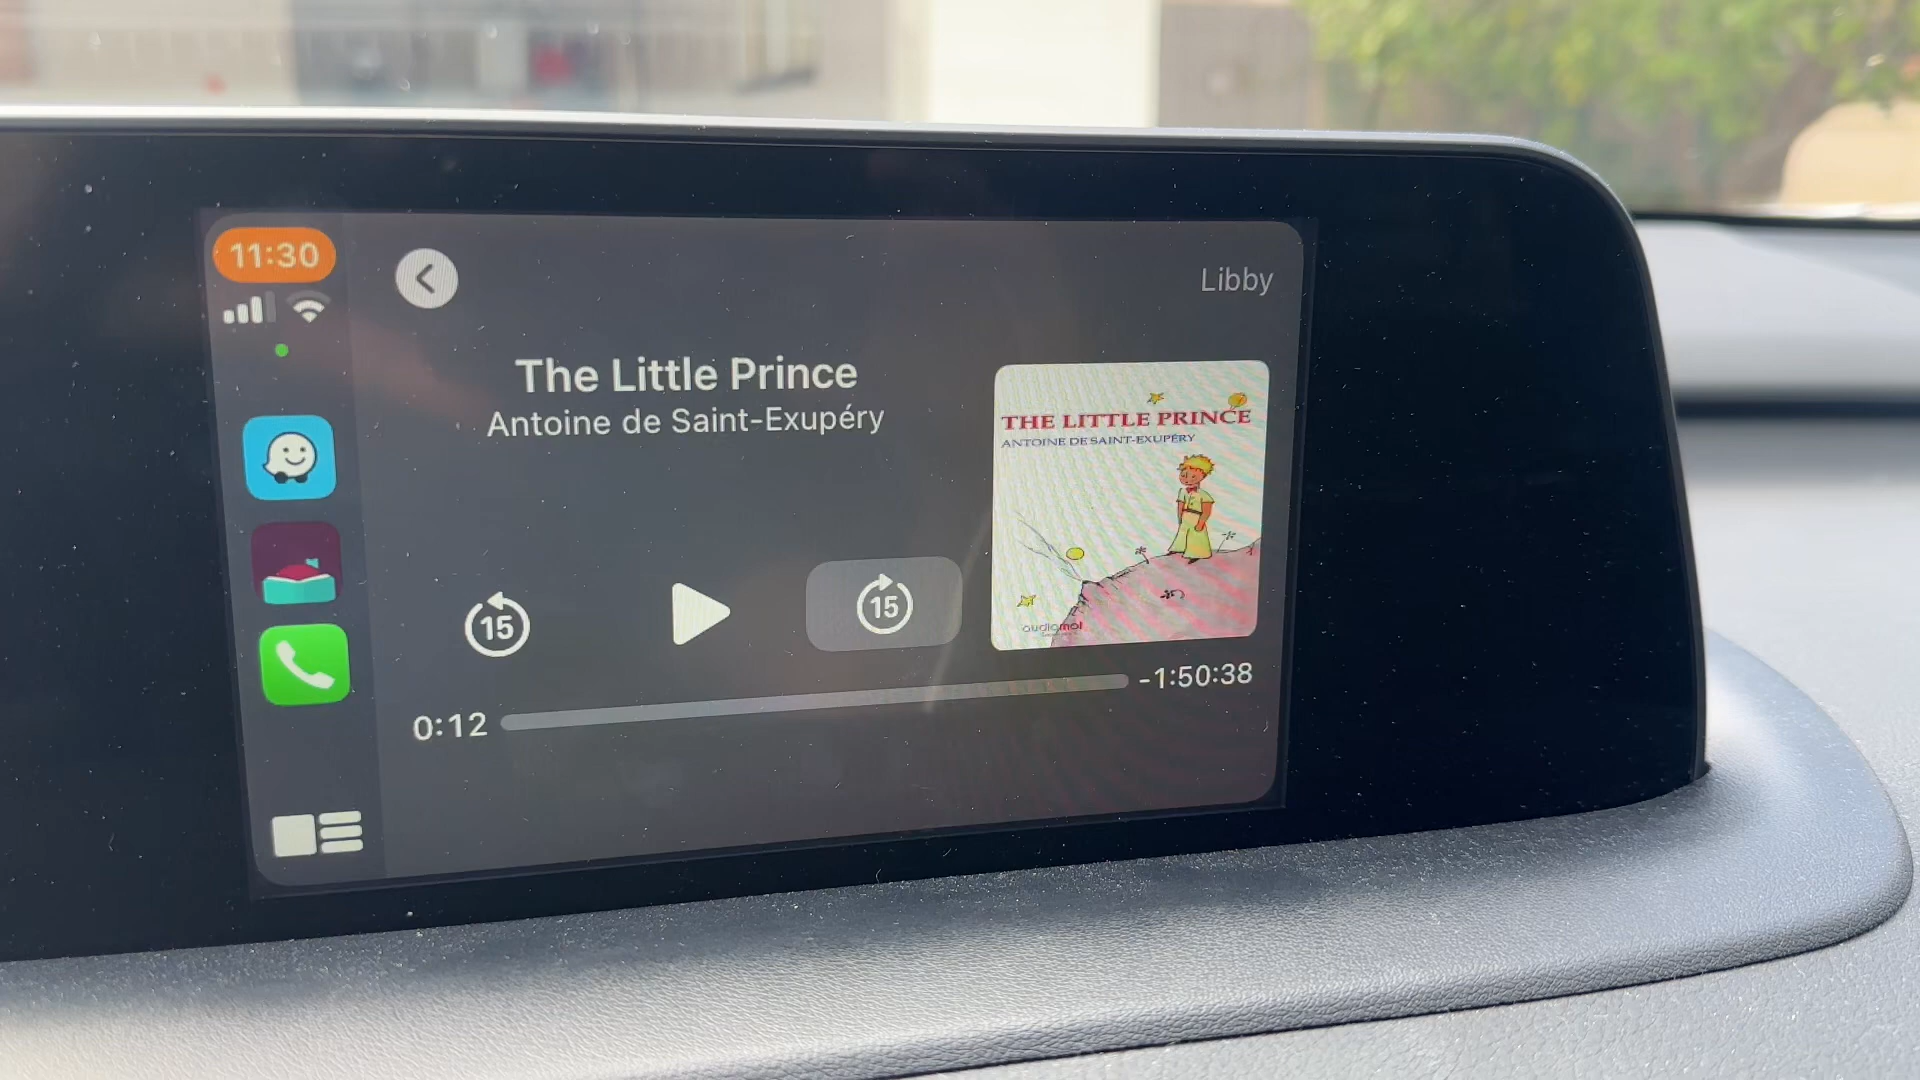 11:30
Libby
The Little Prince
Antoine de Saint-Exupéry
THE LITTLE PRINCE
ANTOINE DE SAINT-EXUPÉRY
audiomol
15
15
0:12
-1:50:38